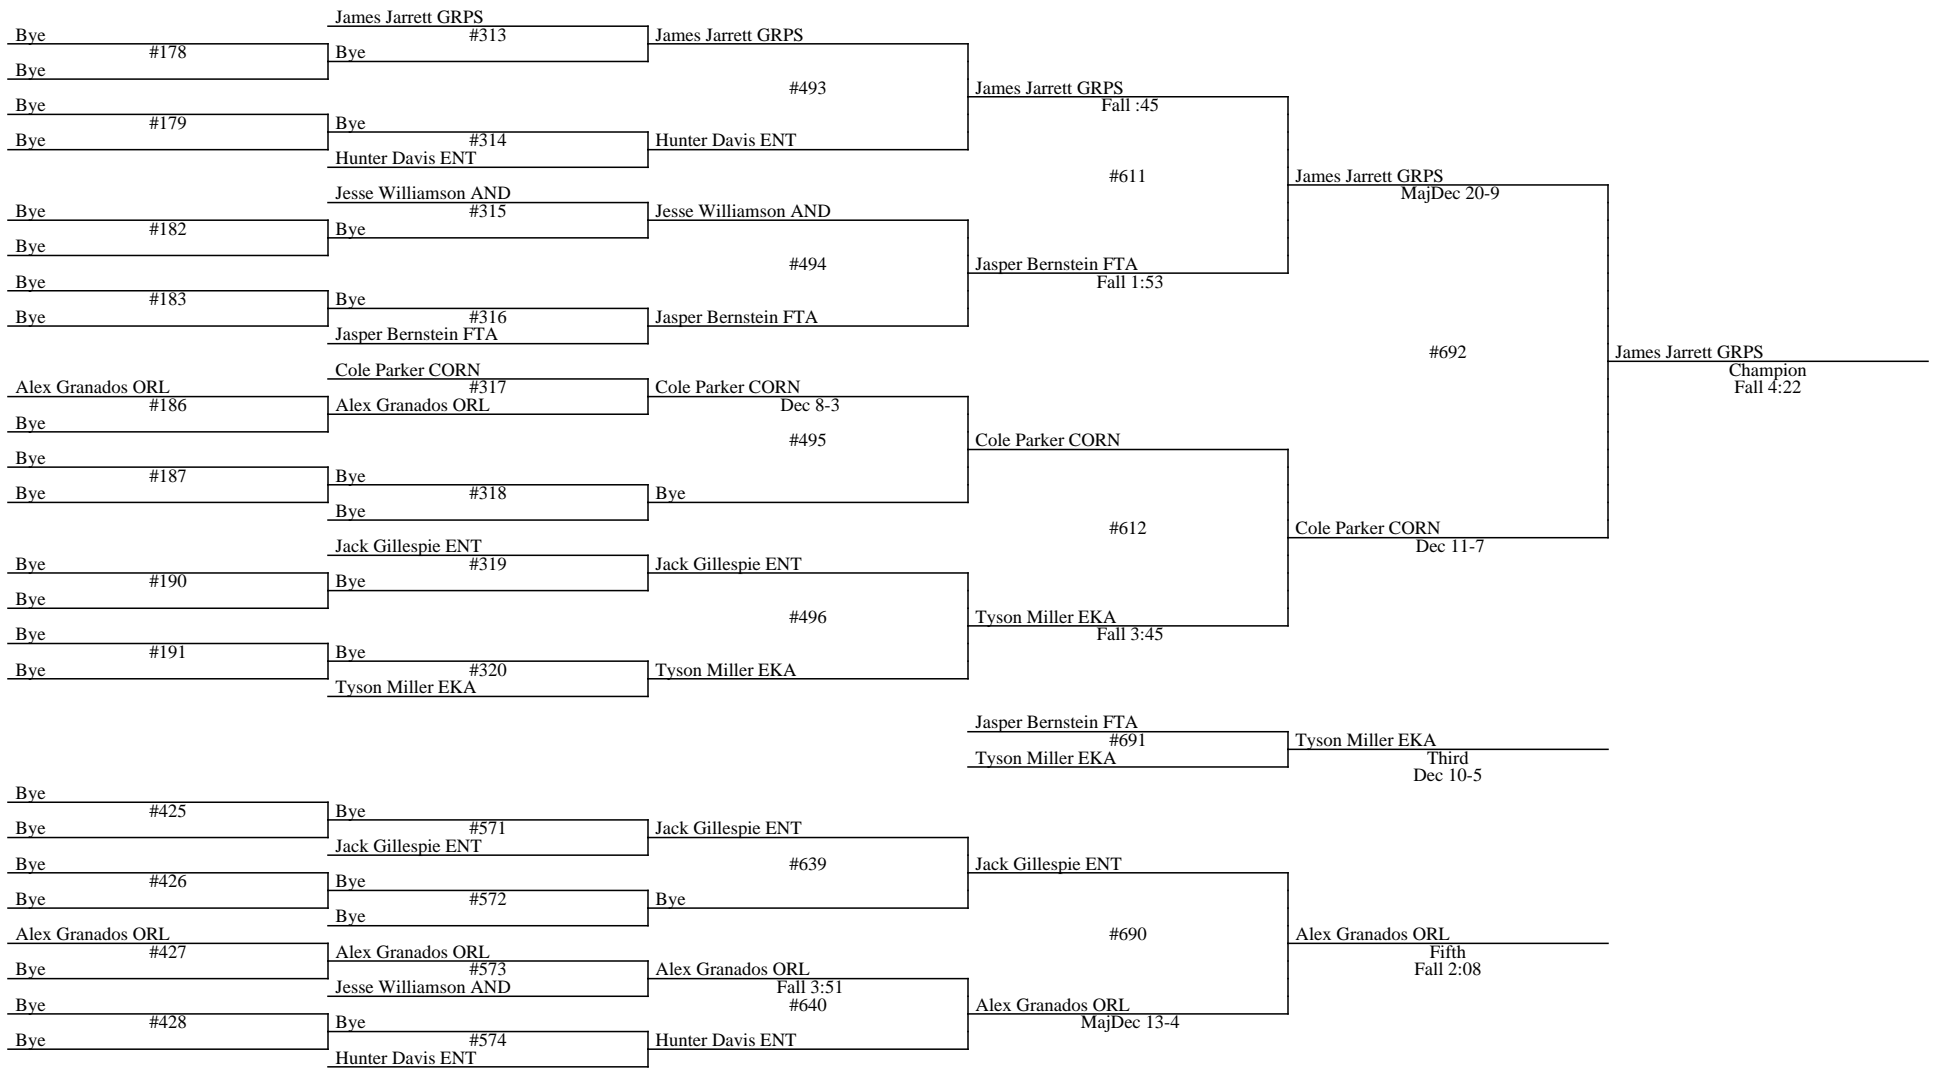 James Jarrett GRPS
Bye
#313
James Jarrett GRPS
#178
Bye
Bye
#493
James Jarrett GRPS
Bye
Fall :45
#179
Bye
Bye
#314
Hunter Davis ENT
Hunter Davis ENT
#611
James Jarrett GRPS
Jesse Williamson AND
MajDec 20-9
Bye
#315
Jesse Williamson AND
#182
Bye
Bye
#494
Jasper Bernstein FTA
Bye
Fall 1:53
#183
Bye
Bye
#316
Jasper Bernstein FTA
Jasper Bernstein FTA
#692
James Jarrett GRPS
Cole Parker CORN
Champion
Alex Granados ORL
#317
Cole Parker CORN
Fall 4:22
#186
Alex Granados ORL
Dec 8-3
Bye
#495
Cole Parker CORN
Bye
#187
Bye
Bye
#318
Bye
Bye
#612
Cole Parker CORN
Jack Gillespie ENT
Dec 11-7
Bye
#319
Jack Gillespie ENT
#190
Bye
Bye
#496
Tyson Miller EKA
Bye
Fall 3:45
#191
Bye
Bye
#320
Tyson Miller EKA
Tyson Miller EKA
Jasper Bernstein FTA
#691
Tyson Miller EKA
Tyson Miller EKA
Third
Dec 10-5
Bye
#425
Bye
Bye
#571
Jack Gillespie ENT
Jack Gillespie ENT
Bye
#639
Jack Gillespie ENT
#426
Bye
Bye
#572
Bye
Bye
Alex Granados ORL
#690
Alex Granados ORL
#427
Alex Granados ORL
Fifth
Bye
#573
Alex Granados ORL
Fall 2:08
Jesse Williamson AND
Fall 3:51
Bye
#640
Alex Granados ORL
#428
Bye
MajDec 13-4
Bye
#574
Hunter Davis ENT
Hunter Davis ENT